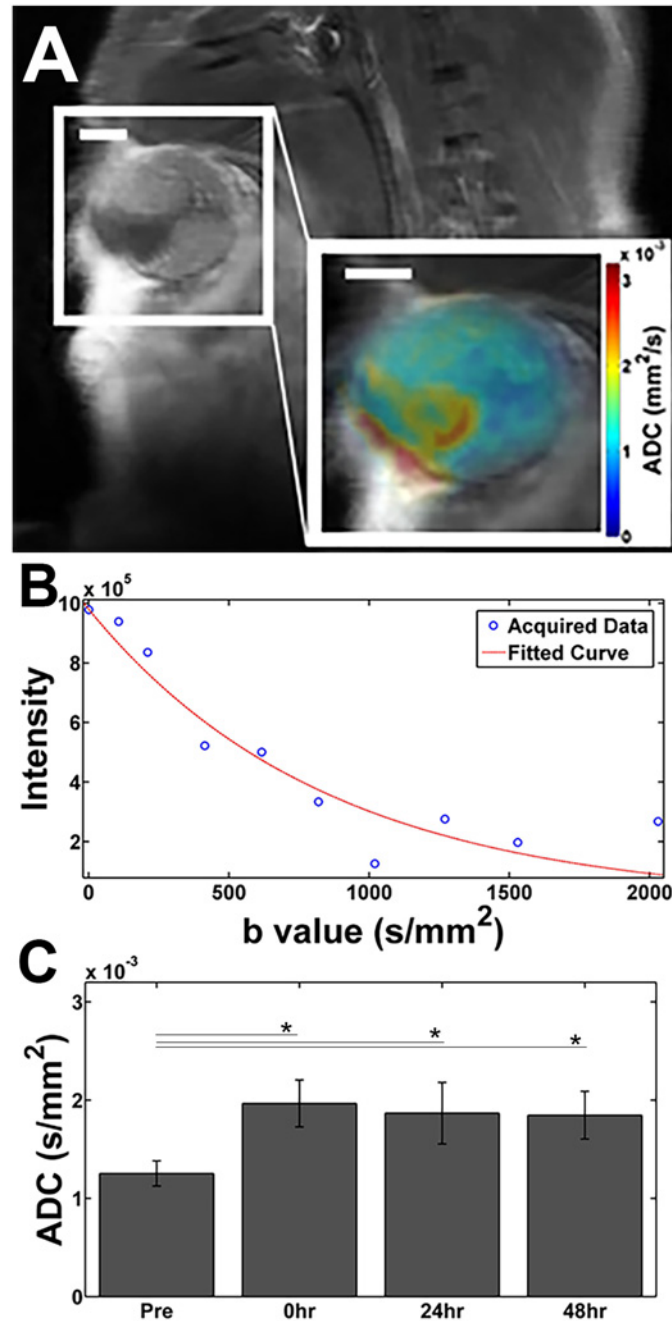 A
× 10⁻³
3
2
1
0
ADC (mm²/s)
B
× 10⁵
10
8
6
4
2
Intensity
Acquired Data
Fitted Curve
0 500 1000 1500 2000
b value (s/mm²)
C
× 10⁻³
3
2
1
0
ADC (s/mm²)
* * *
Pre 0hr 24hr 48hr